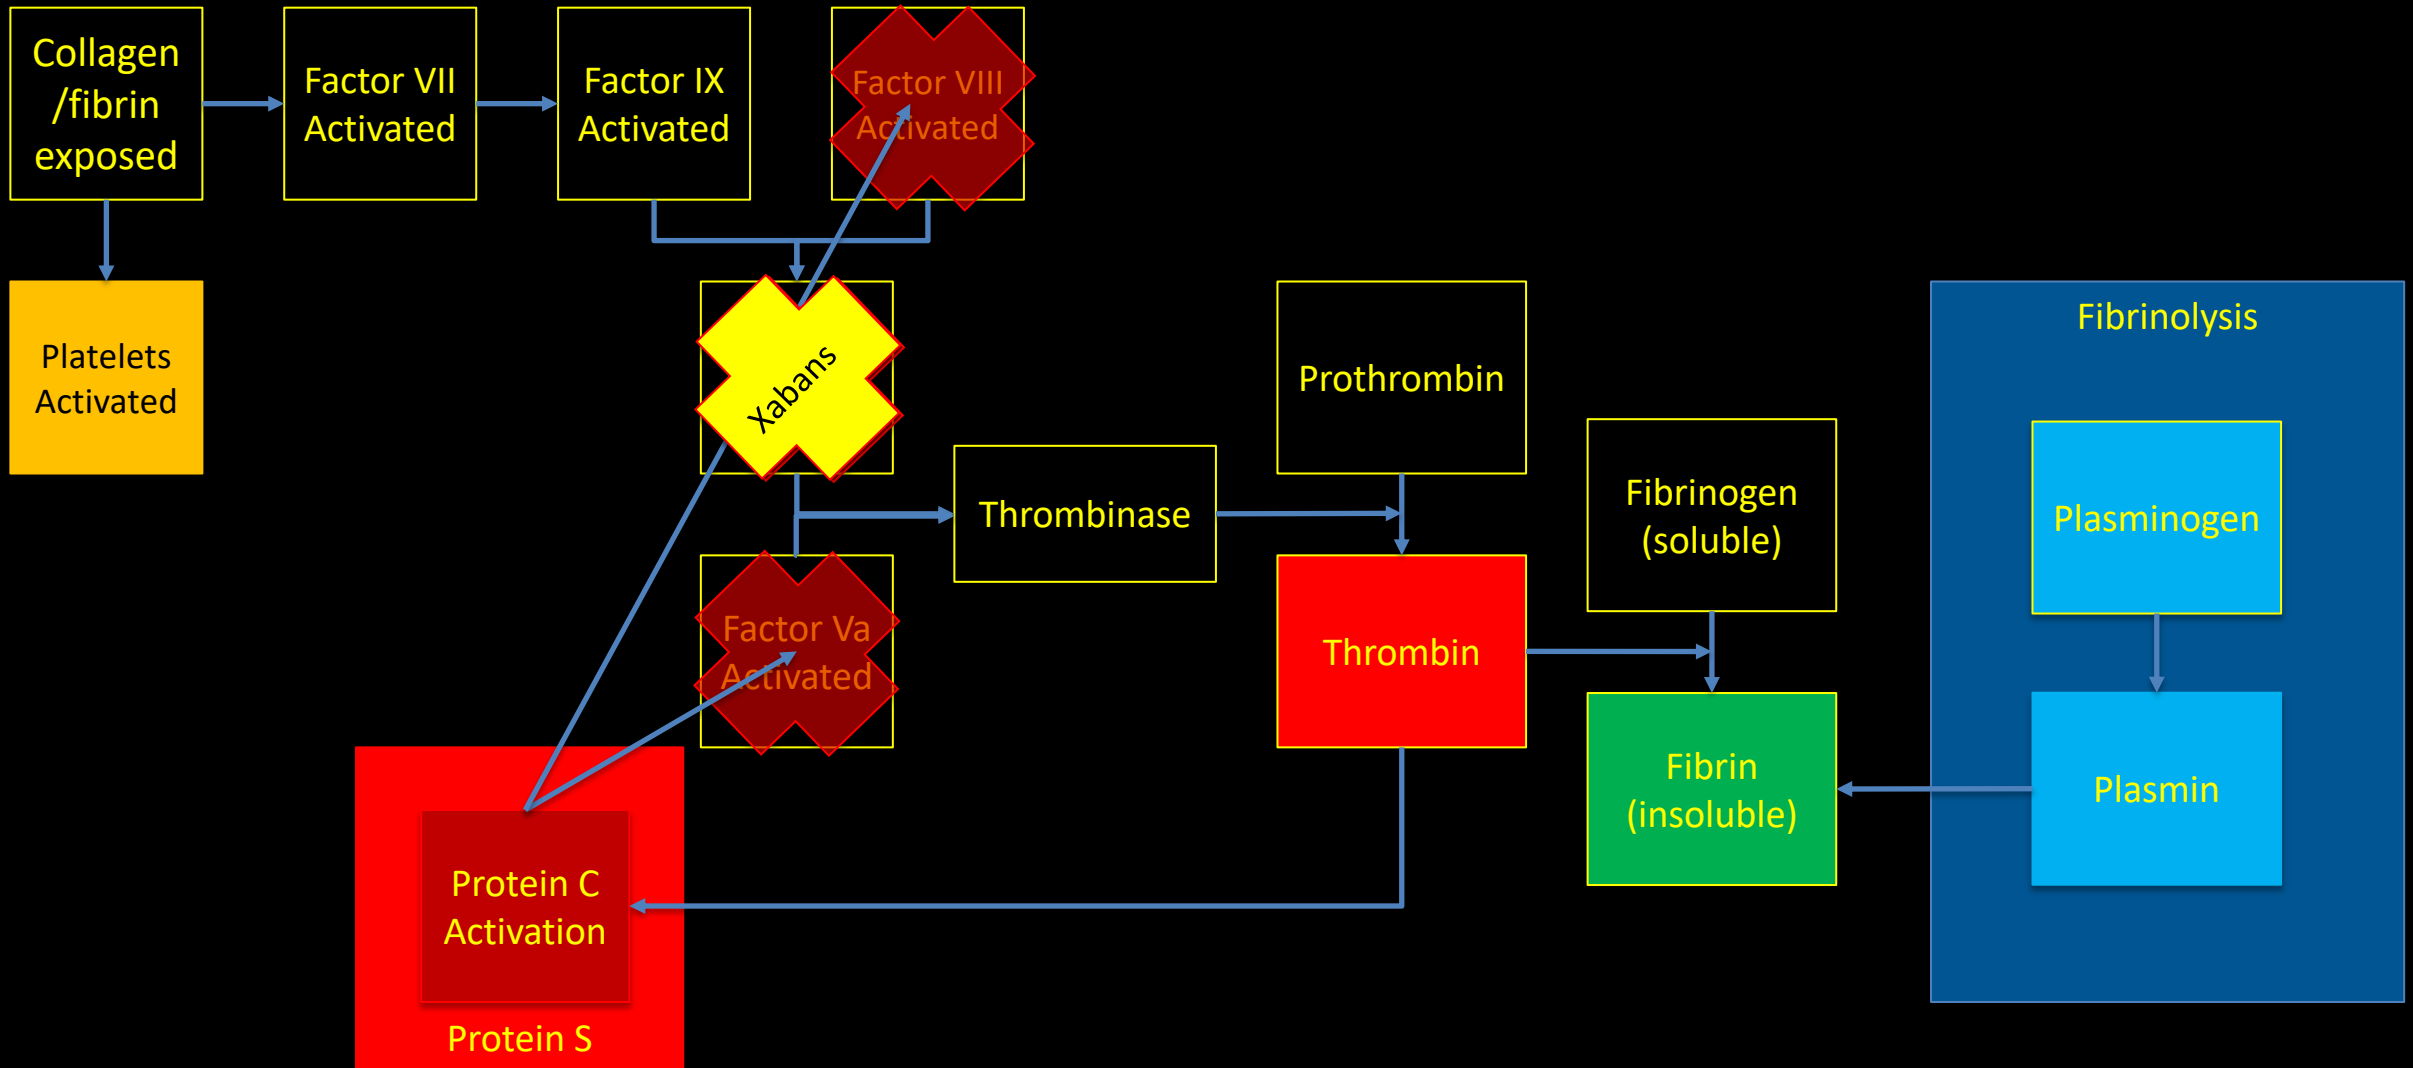 Collagen
/fibrin
exposed
Factor VII
Activated
Factor IX
Activated
Factor VIII
Activated
Platelets
Activated
Xabans
Prothrombin
Fibrinolysis
Thrombinase
Fibrinogen
(soluble)
Plasminogen
Factor Va
Activated
Thrombin
Fibrin
(insoluble)
Plasmin
Protein C
Activation
Protein S